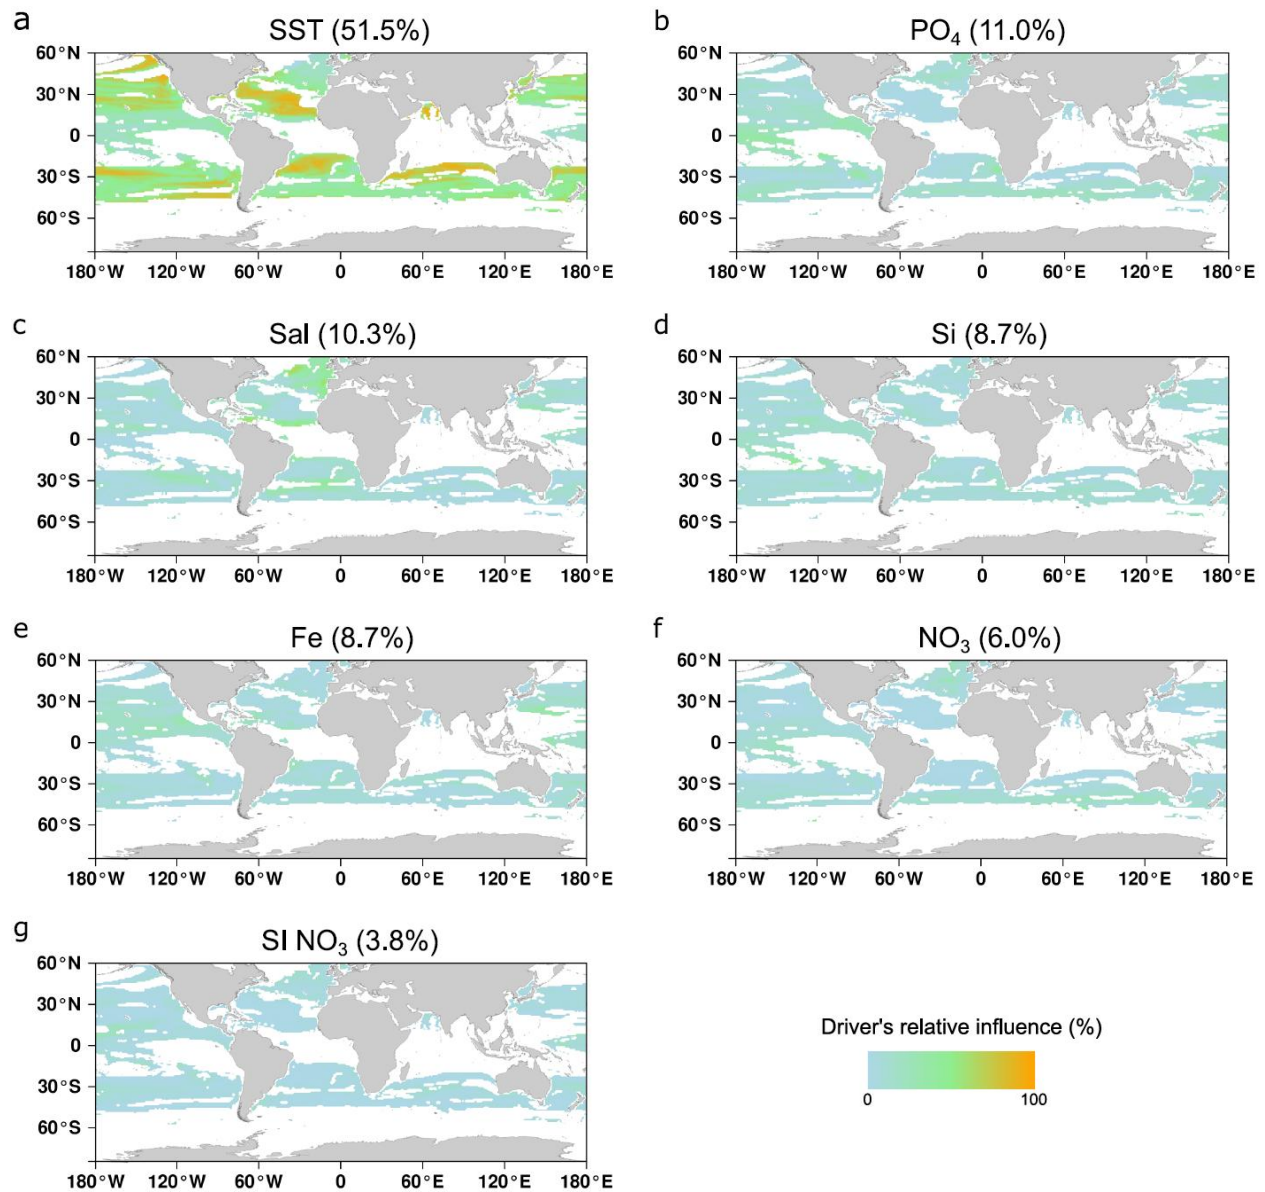 a
SST (51.5%)
60°N
30°N
0
30°S
60°S
180°W 120°W 60°W 0 60°E 120°E 180°E
b
PO₄ (11.0%)
60°N
30°N
0
30°S
60°S
180°W 120°W 60°W 0 60°E 120°E 180°E
c
Sal (10.3%)
60°N
30°N
0
30°S
60°S
180°W 120°W 60°W 0 60°E 120°E 180°E
d
Si (8.7%)
60°N
30°N
0
30°S
60°S
180°W 120°W 60°W 0 60°E 120°E 180°E
e
Fe (8.7%)
60°N
30°N
0
30°S
60°S
180°W 120°W 60°W 0 60°E 120°E 180°E
f
NO₃ (6.0%)
60°N
30°N
0
30°S
60°S
180°W 120°W 60°W 0 60°E 120°E 180°E
g
SI NO₃ (3.8%)
60°N
30°N
0
30°S
60°S
180°W 120°W 60°W 0 60°E 120°E 180°E
Driver's relative influence (%)
0 100